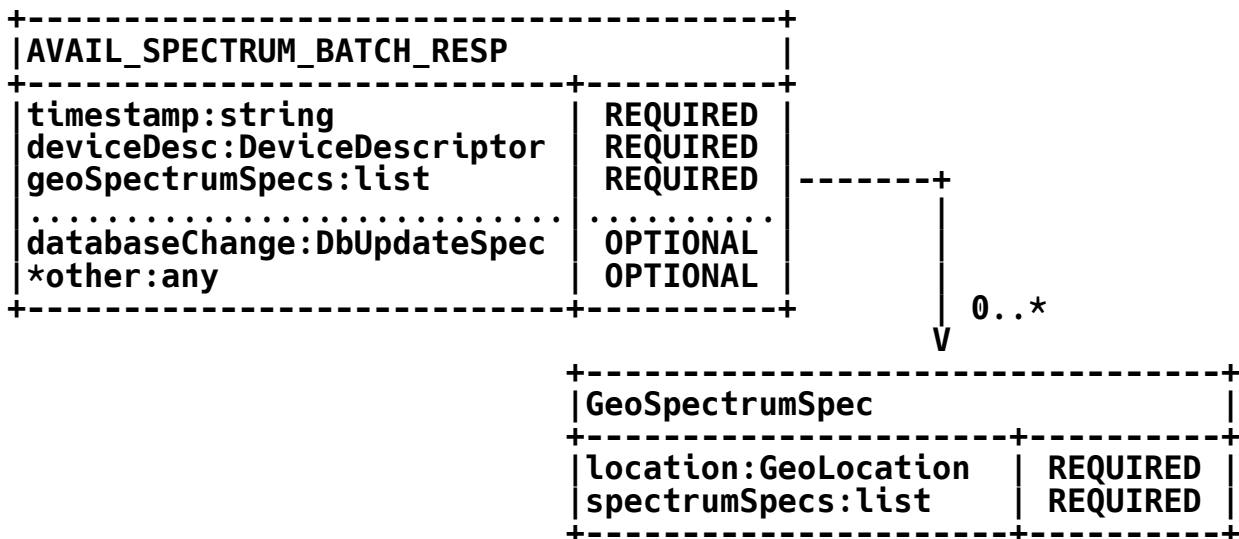 +---------------------------------------+
|AVAIL_SPECTRUM_BATCH_RESP              |
+----------------------------+----------+
|timestamp:string            | REQUIRED |
|deviceDesc:DeviceDescriptor | REQUIRED |
|geoSpectrumSpecs:list       | REQUIRED |-------+
|............................|..........|       |
|databaseChange:DbUpdateSpec | OPTIONAL |       |
|*other:any                  | OPTIONAL |       |
+----------------------------+----------+       | 0..*
                                                V
                             +---------------------------------+
                             |GeoSpectrumSpec                  |
                             +----------------------+----------+
                             |location:GeoLocation  | REQUIRED |
                             |spectrumSpecs:list    | REQUIRED |
                             +----------------------+----------+